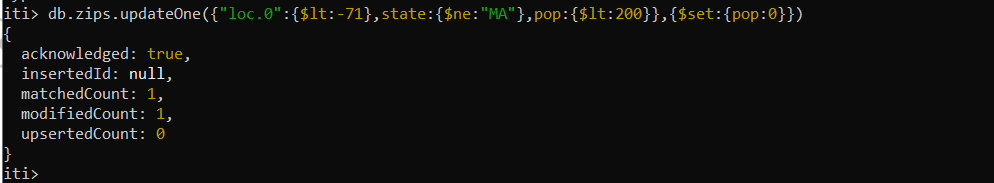 iti> db.zips.updateOne({"loc.0":{$lt:-71},state:{$ne:"MA"},pop:{$lt:200}},{$set:{pop:0}})
{
  acknowledged: true,
  insertedId: null,
  matchedCount: 1,
  modifiedCount: 1,
  upsertedCount: 0
}
iti>